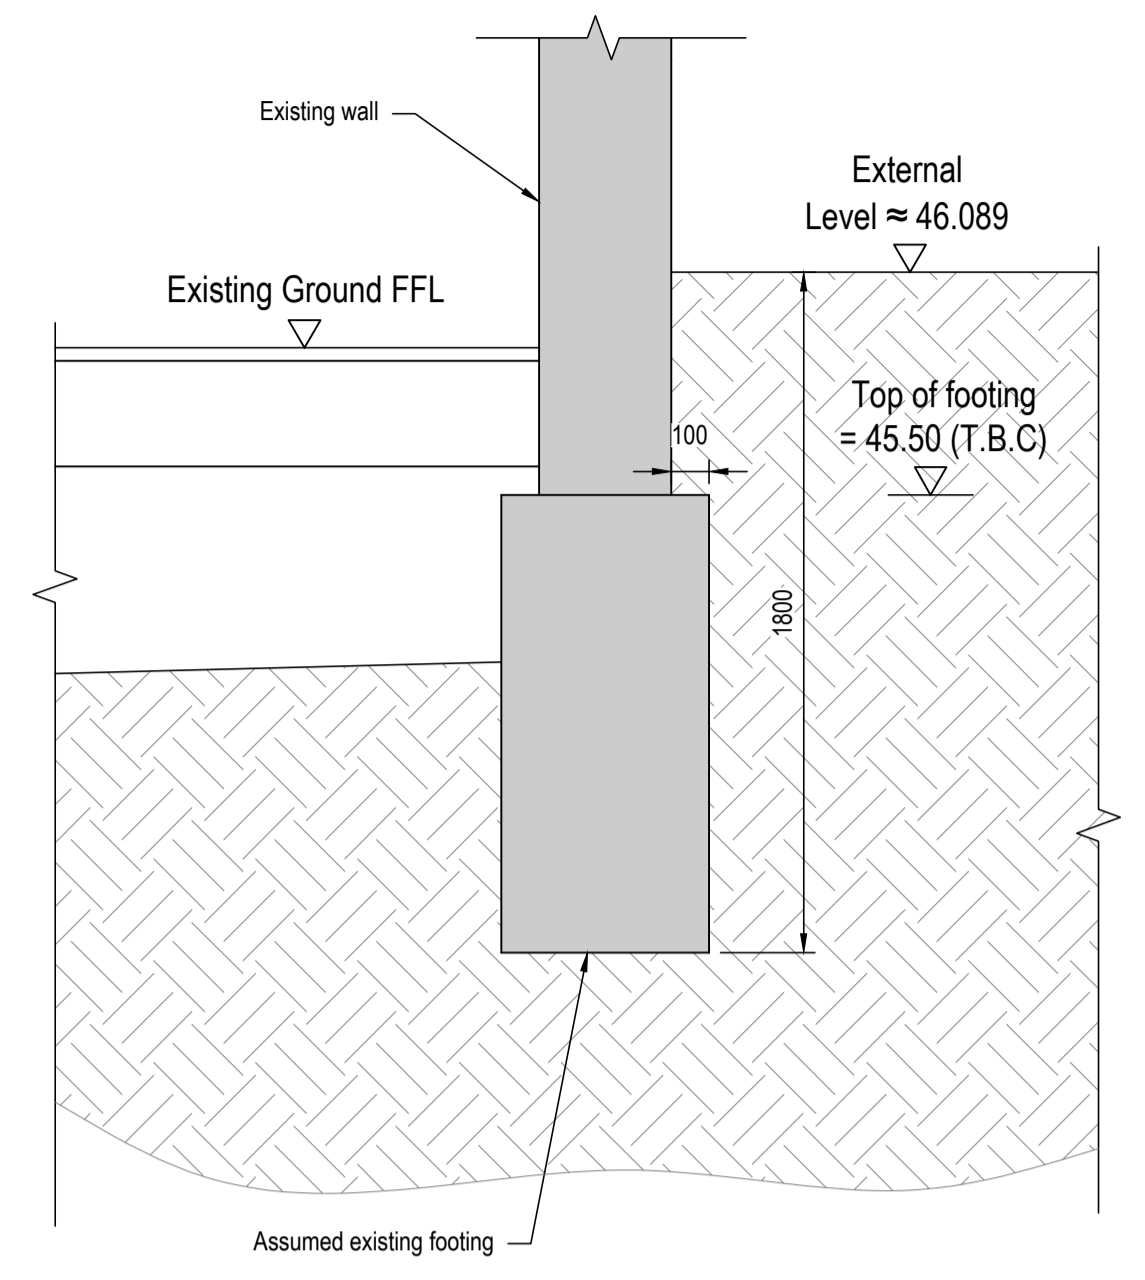 Existing wall
External
Level ≈ 46.089
Existing Ground FFL
Top of footing
= 45.50 (T.B.C)
100
1800
Assumed existing footing